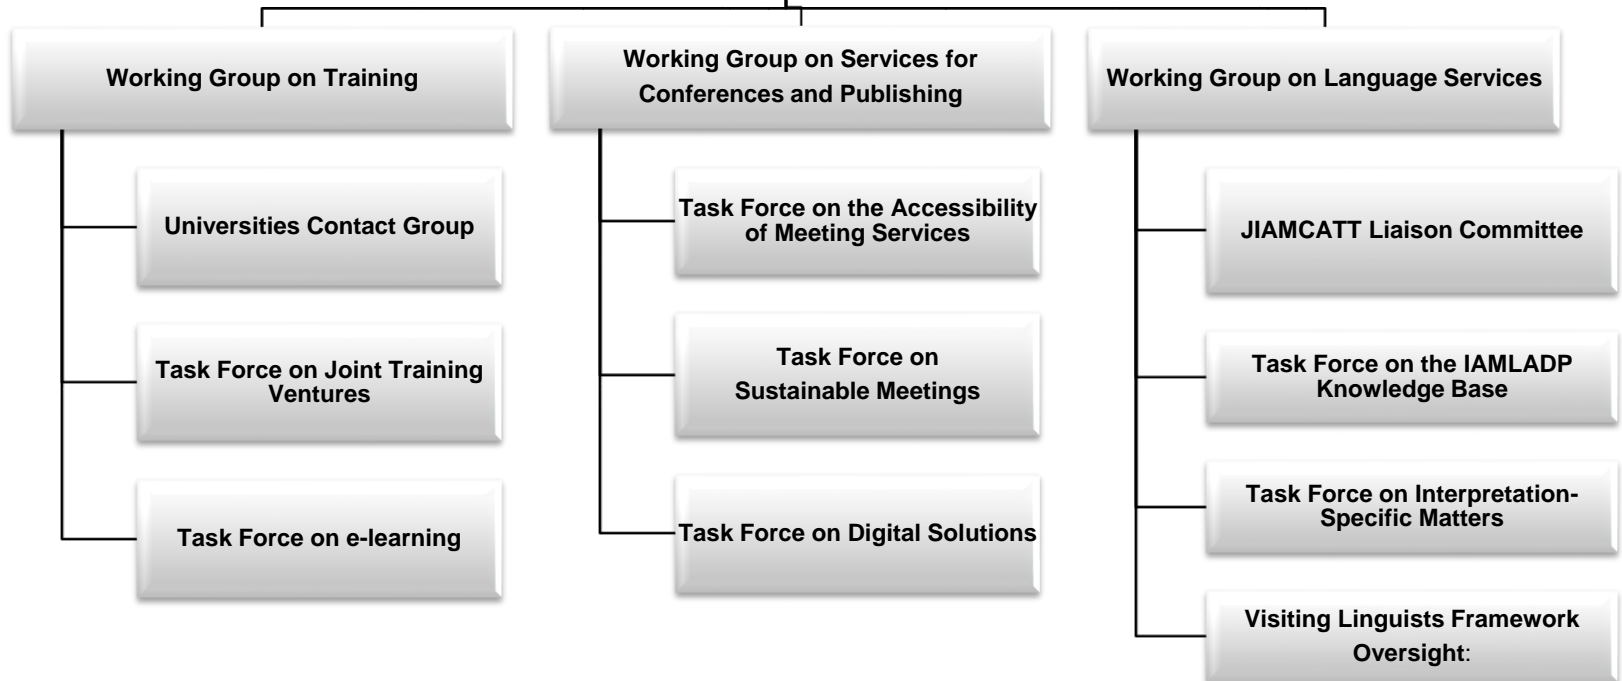 Working Group on Training
Universities Contact Group
Task Force on Joint Training
Ventures
Task Force on e-learning
Working Group on Services for
Conferences and Publishing
Task Force on the Accessibility
of Meeting Services
Task Force on
Sustainable Meetings
Task Force on Digital Solutions
Working Group on Language Services
JIAMCATT Liaison Committee
Task Force on the IAMLADP
Knowledge Base
Task Force on Interpretation-
Specific Matters
Visiting Linguists Framework
Oversight: